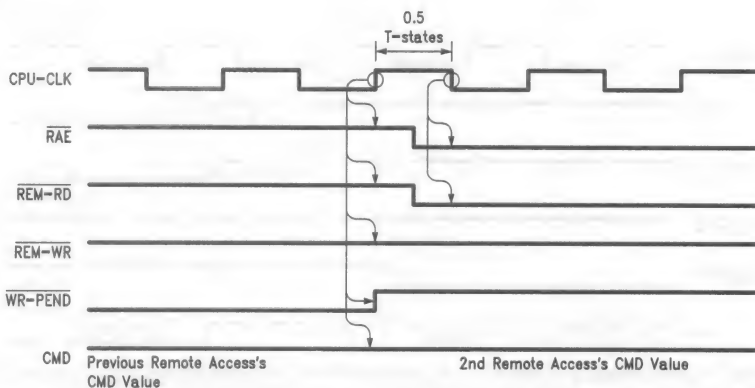 0.5
T-states
CPU-CLK
RAE
REM-RD
REM-WR
WR-PEND
CMD
Previous Remote Access's
CMD Value
2nd Remote Access's CMD Value